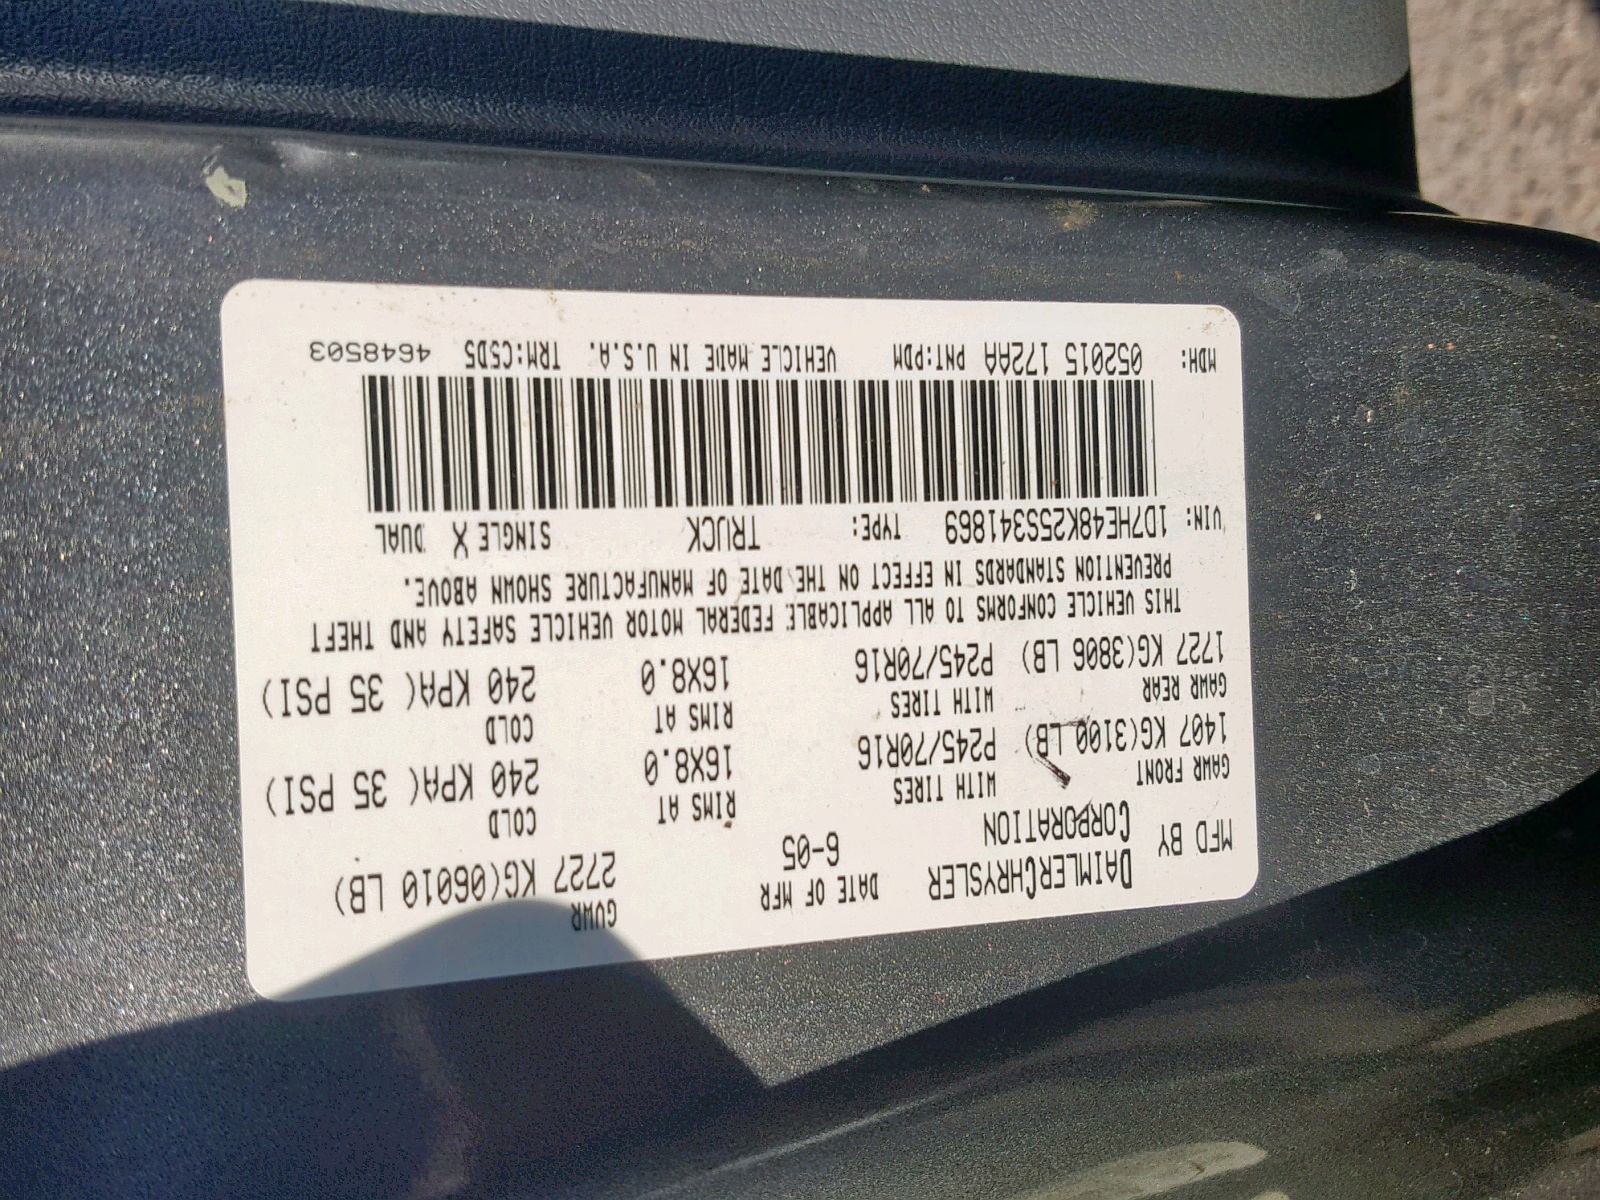 MFD BY DAIMLERCHRYSLER CORPORATION
DATE OF MFR 6-05
GVWR 2727 KG(06010 LB)
GAWR FRONT WITH TIRES RIMS AT COLD
1407 KG(3100 LB) P245/70R16 16X8.0 240 KPA( 35 PSI)
GAWR REAR WITH TIRES RIMS AT COLD
1727 KG(3806 LB) P245/70R16 16X8.0 240 KPA( 35 PSI)
THIS VEHICLE CONFORMS TO ALL APPLICABLE FEDERAL MOTOR VEHICLE SAFETY AND THEFT
PREVENTION STANDARDS IN EFFECT ON THE DATE OF MANUFACTURE SHOWN ABOVE.
VIN: 1D7HE48K25S341869 TYPE: TRUCK SINGLE X DUAL
MDH: 052015 172AA PNT:PDM VEHICLE MADE IN U.S.A. TRM:C5D5 4648503